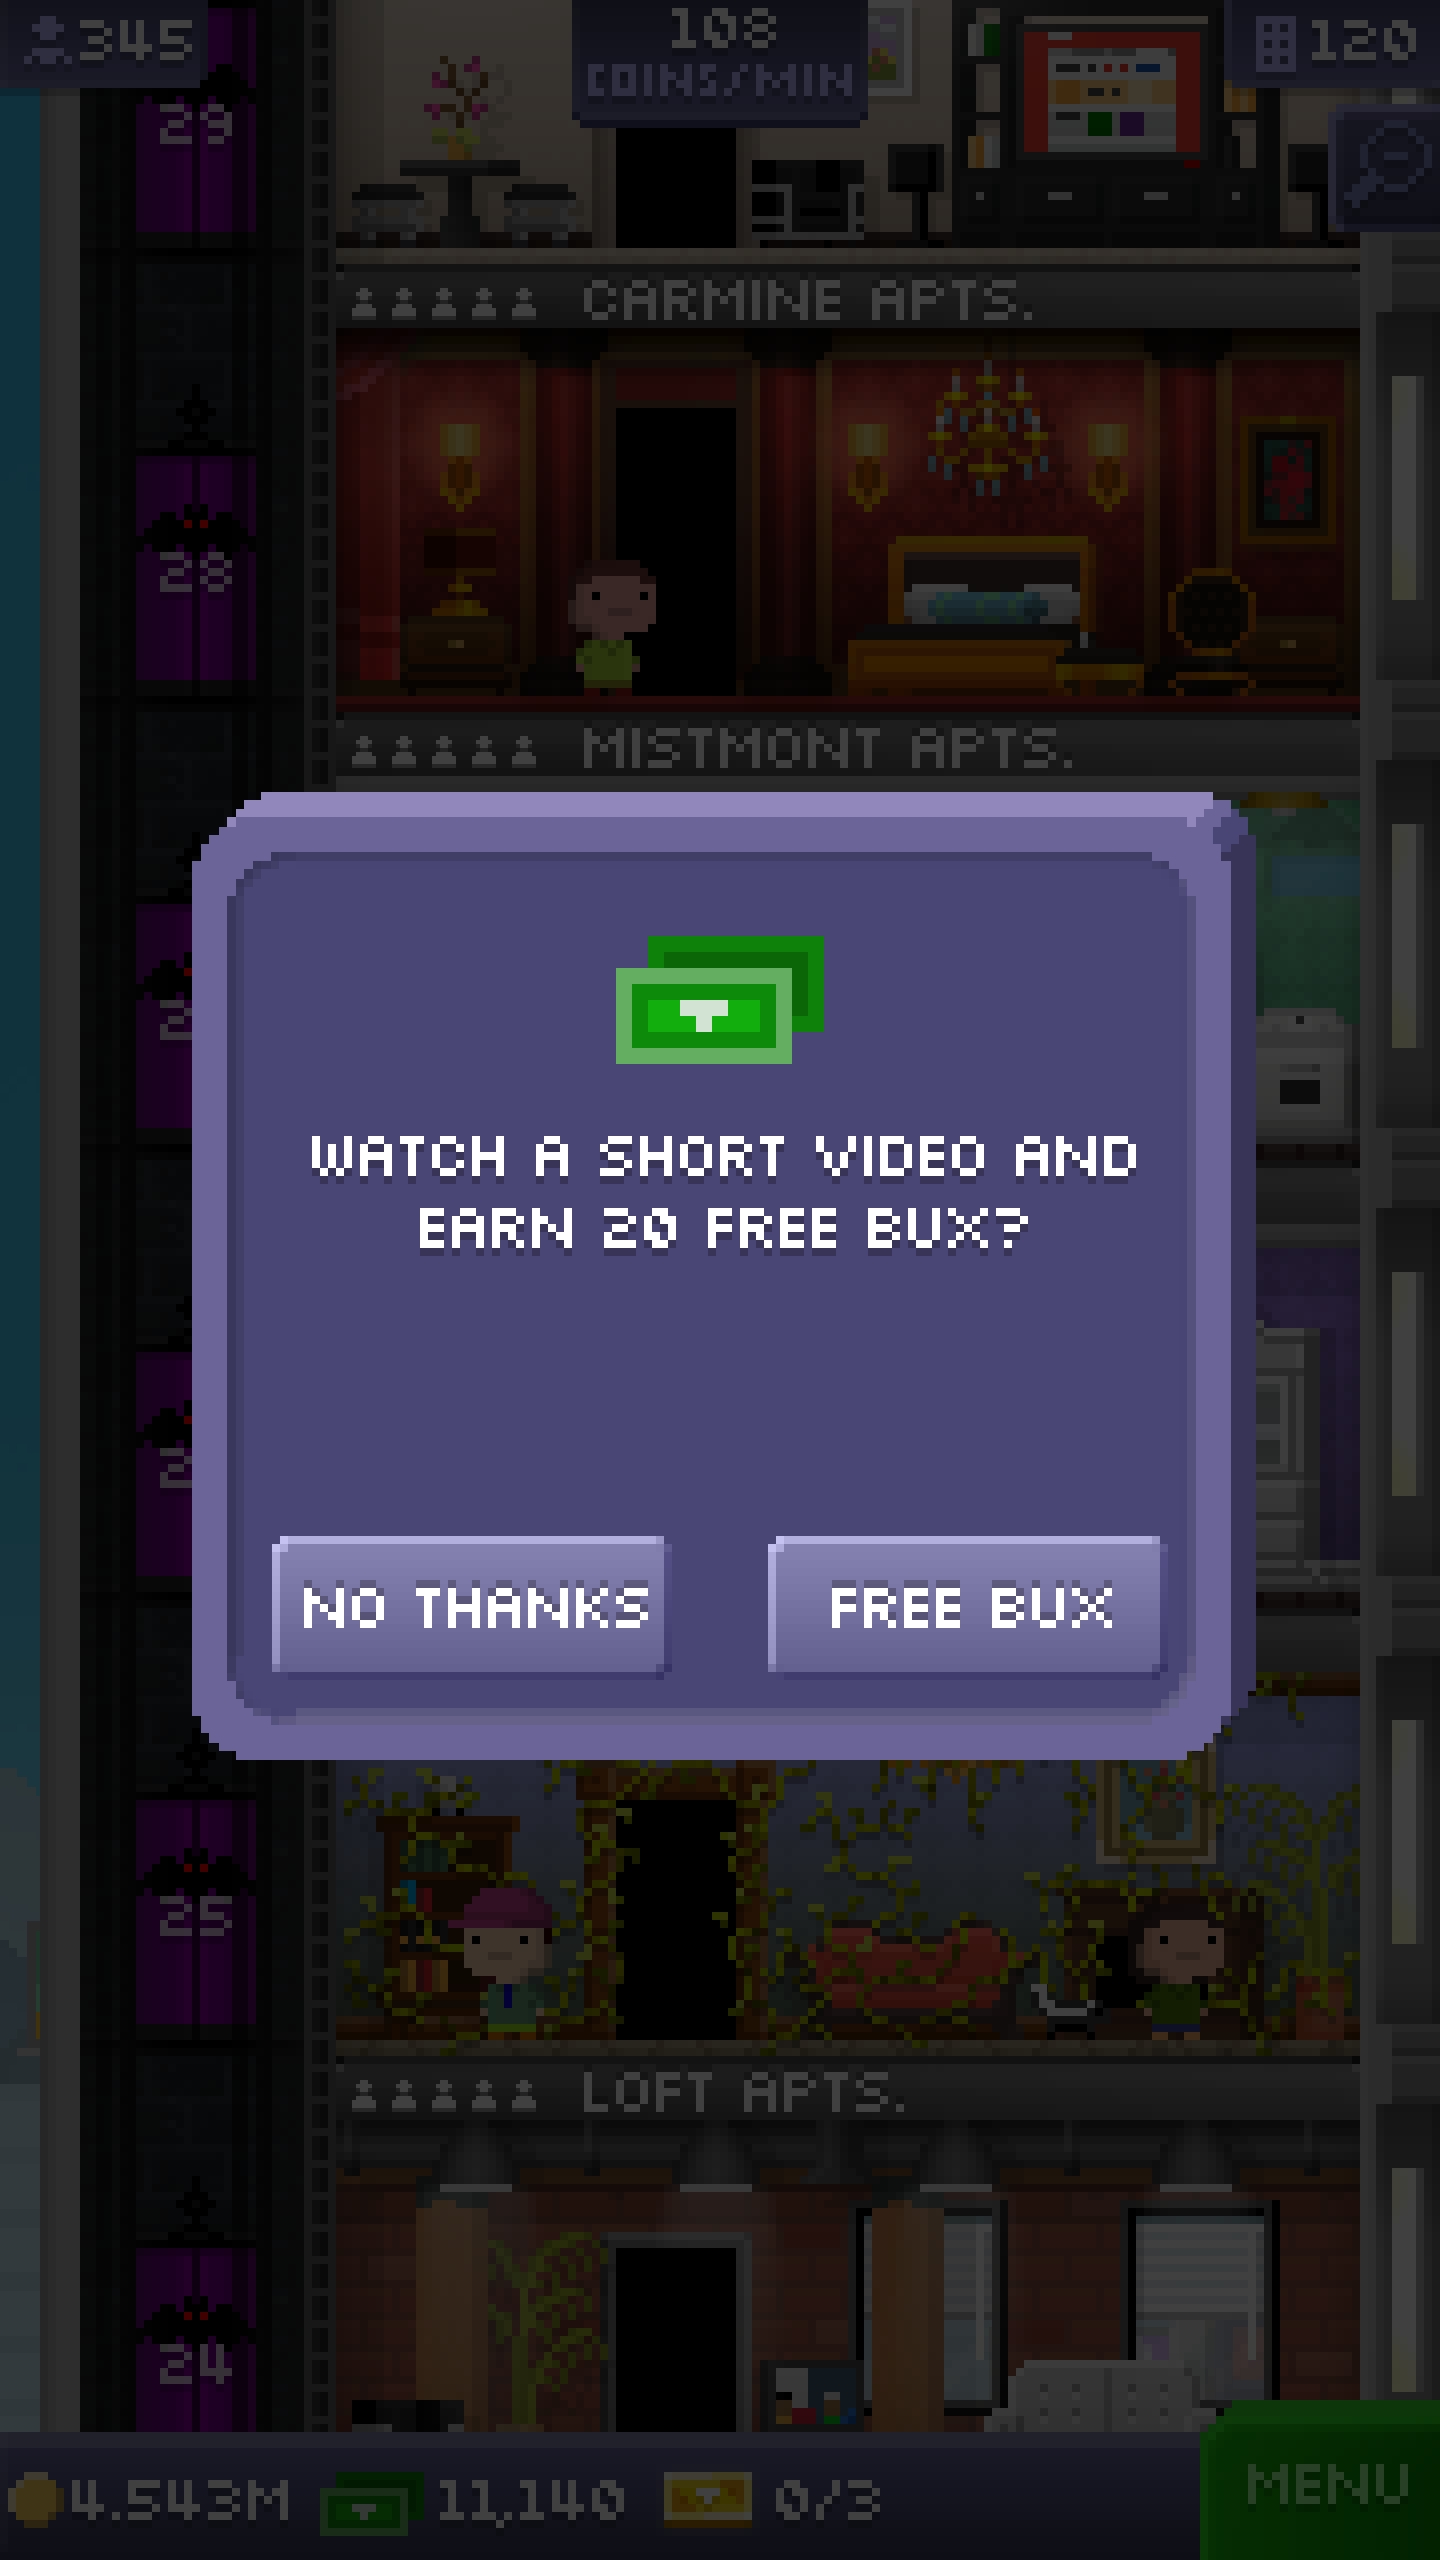 345
108
COINS/MIN
120
29
CARMINE APTS.
28
MISTMONT APTS.
WATCH A SHORT VIDEO AND
EARN 20 FREE BUX?
NO THANKS
FREE BUX
25
LOFT APTS.
24
4.543M
11,140
0/3
MENU